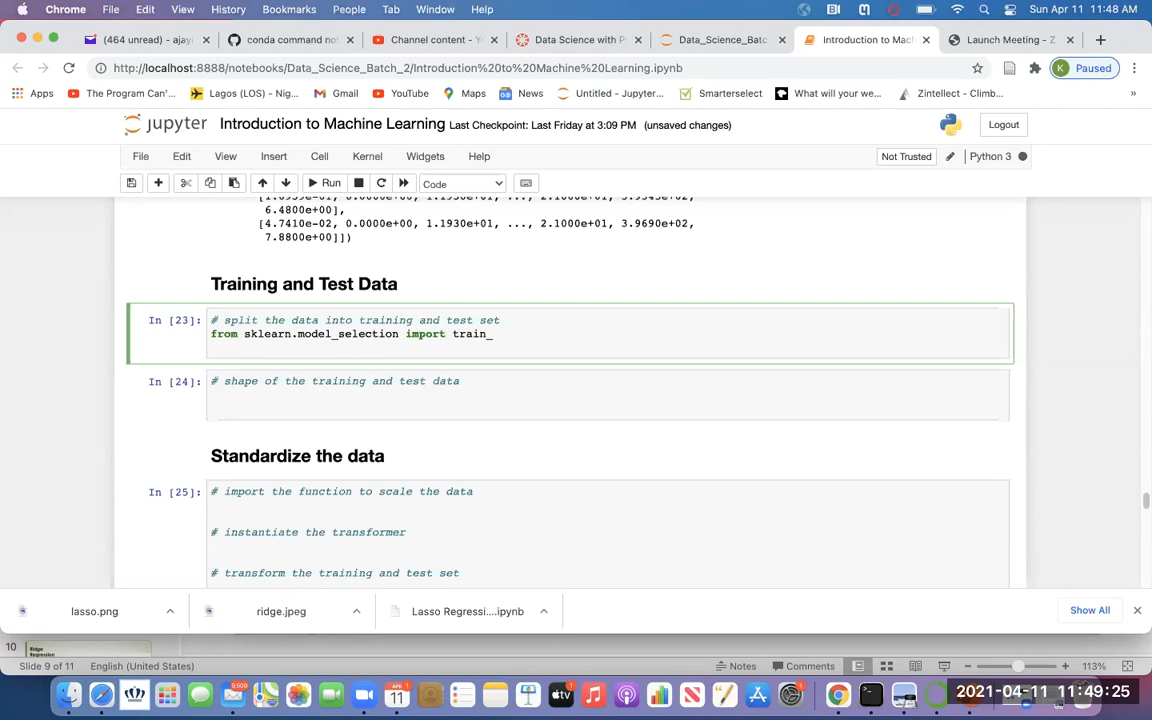 Chrome File Edit View History Bookmarks People Tab Window Help Sun Apr 11 11:48 AM
(464 unread) - ajay conda command no Channel content - Y Data Science with P Data_Science_Batc Introduction to Mach Launch Meeting - Z
http://localhost:8888/notebooks/Data_Science_Batch_2/Introduction%20to%20Machine%20Learning.ipynb K Paused
Apps The Program Can'... Lagos (LOS) - Nig... Gmail YouTube Maps News Untitled - Jupyter... Smarterselect What will your we... Zintellect - Climb... »
jupyter Introduction to Machine Learning Last Checkpoint: Last Friday at 3:09 PM (unsaved changes) Logout
File Edit View Insert Cell Kernel Widgets Help Not Trusted Python 3
Run Code
6.4800e+00],
[4.7410e-02, 0.0000e+00, 1.1930e+01, ..., 2.1000e+01, 3.9690e+02,
7.8800e+00]])
Training and Test Data
In [23]: # split the data into training and test set
from sklearn.model_selection import train_
In [24]: # shape of the training and test data
Standardize the data
In [25]: # import the function to scale the data
# instantiate the transformer
# transform the training and test set
lasso.png ridge.jpeg Lasso Regressi....ipynb Show All
10 Ridge
Regression
Slide 9 of 11 English (United States) Notes Comments 113%
2021-04-11 11:49:25